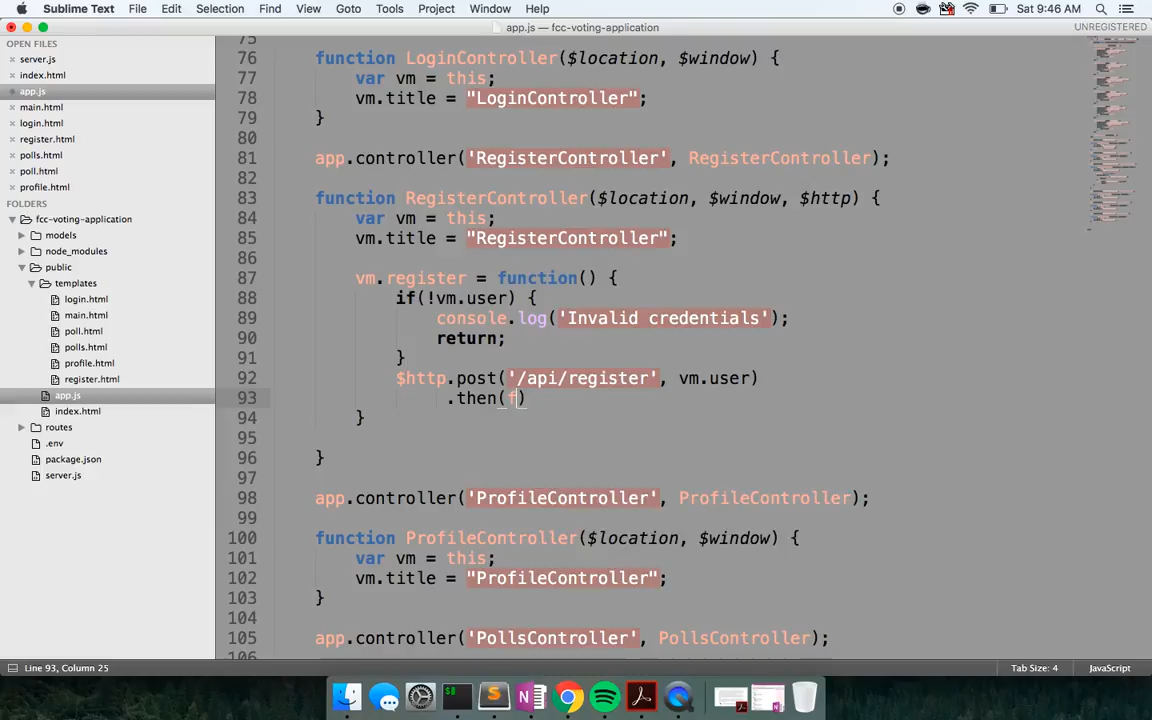 Sublime Text File Edit Selection Find View Goto Tools Project Window Help Sat 9:46 AM
app.js — fcc-voting-application UNREGISTERED
OPEN FILES
server.js
index.html
app.js
main.html
login.html
register.html
polls.html
poll.html
profile.html
FOLDERS
fcc-voting-application
models
node_modules
public
templates
login.html
main.html
poll.html
polls.html
profile.html
register.html
app.js
index.html
routes
.env
package.json
server.js
75
76 function LoginController($location, $window) {
77 var vm = this;
78 vm.title = "LoginController";
79 }
80
81 app.controller('RegisterController', RegisterController);
82
83 function RegisterController($location, $window, $http) {
84 var vm = this;
85 vm.title = "RegisterController";
86
87 vm.register = function() {
88 if(!vm.user) {
89 console.log('Invalid credentials');
90 return;
91 }
92 $http.post('/api/register', vm.user)
93 .then(f)
94 }
95
96 }
97
98 app.controller('ProfileController', ProfileController);
99
100 function ProfileController($location, $window) {
101 var vm = this;
102 vm.title = "ProfileController";
103 }
104
105 app.controller('PollsController', PollsController);
106
Line 93, Column 25 Tab Size: 4 JavaScript